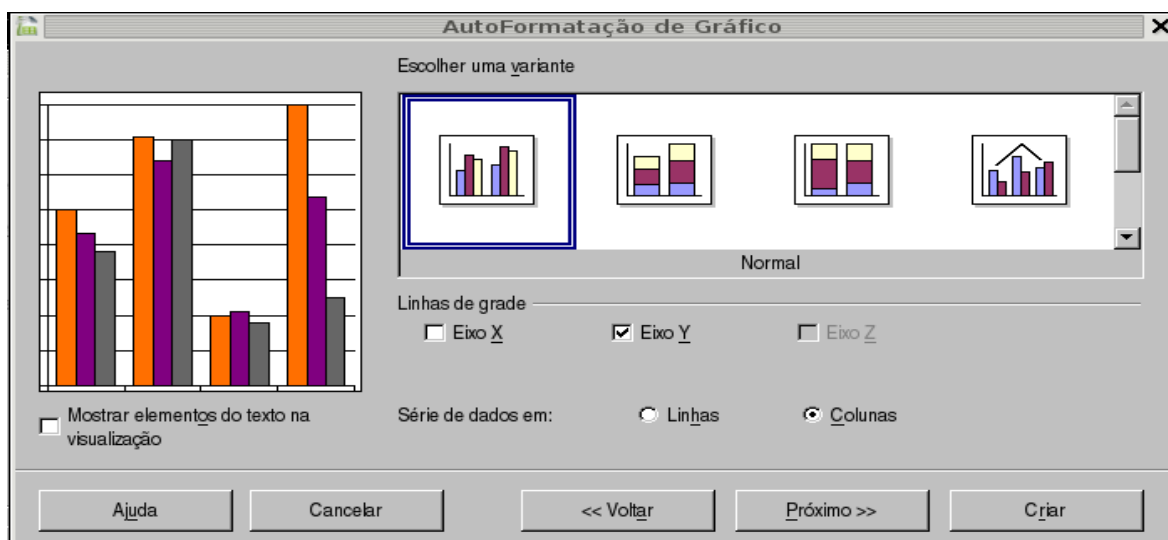 AutoFormatação de Gráfico
Escolher uma variante
Normal
Linhas de grade
Eixo X
Eixo Y
Eixo Z
Mostrar elementos do texto na
visualização
Série de dados em:
Linhas
Colunas
Ajuda
Cancelar
<< Voltar
Próximo >>
Criar